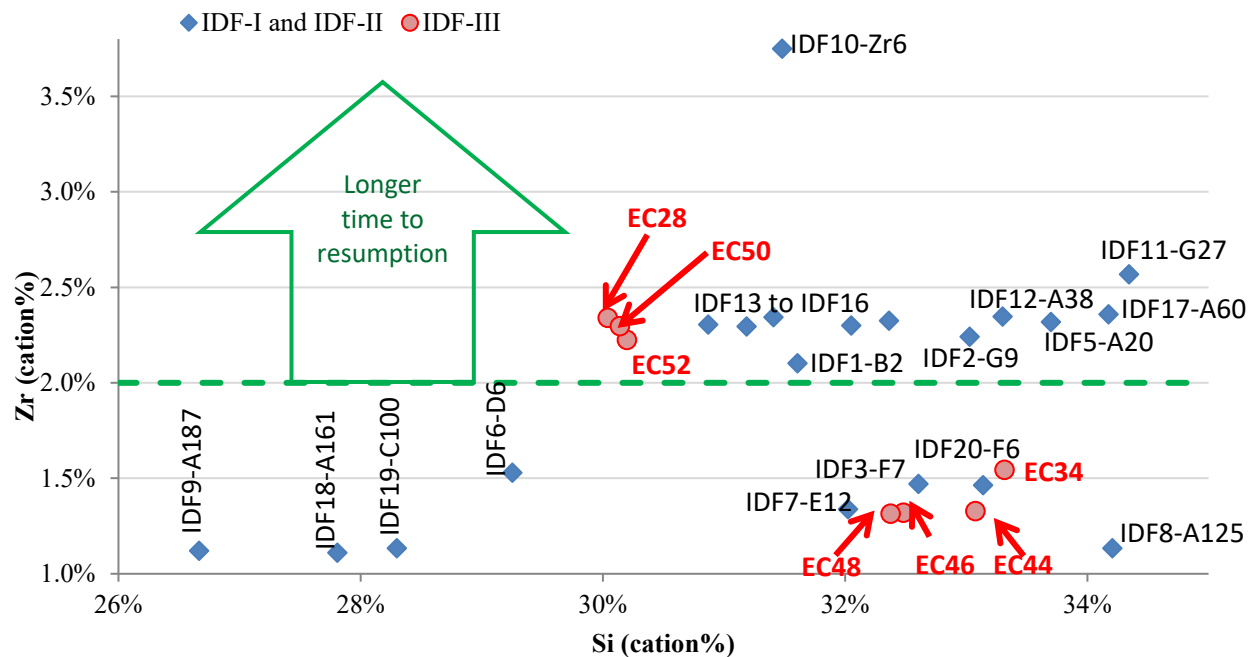 IDF-I and IDF-II IDF-III
IDF10-Zr6
3.5%
3.0%
2.5%
2.0%
1.5%
1.0%
Zr (cation%)
Longer
time to
resumption
EC28
EC50
EC52
IDF13 to IDF16
IDF1-B2
IDF2-G9
IDF12-A38
IDF5-A20
IDF11-G27
IDF17-A60
IDF9-A187
IDF18-A161
IDF19-C100
IDF6-D6
IDF20-F6
IDF3-F7
IDF7-E12
EC34
IDF8-A125
EC48
EC46
EC44
26%
28%
30%
32%
34%
Si (cation%)